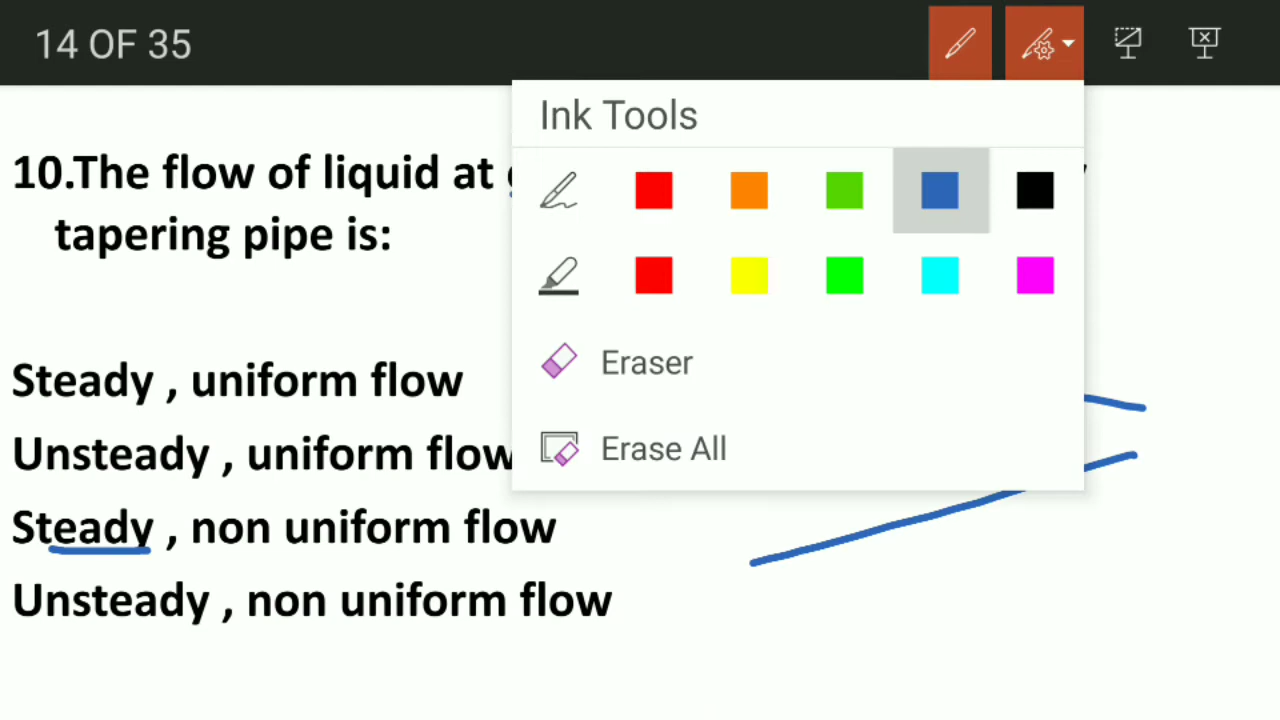 14 OF 35
Ink Tools
10.The flow of liquid at
tapering pipe is:
Eraser
Steady , uniform flow
Erase All
Unsteady , uniform flow
Steady , non uniform flow
Unsteady , non uniform flow